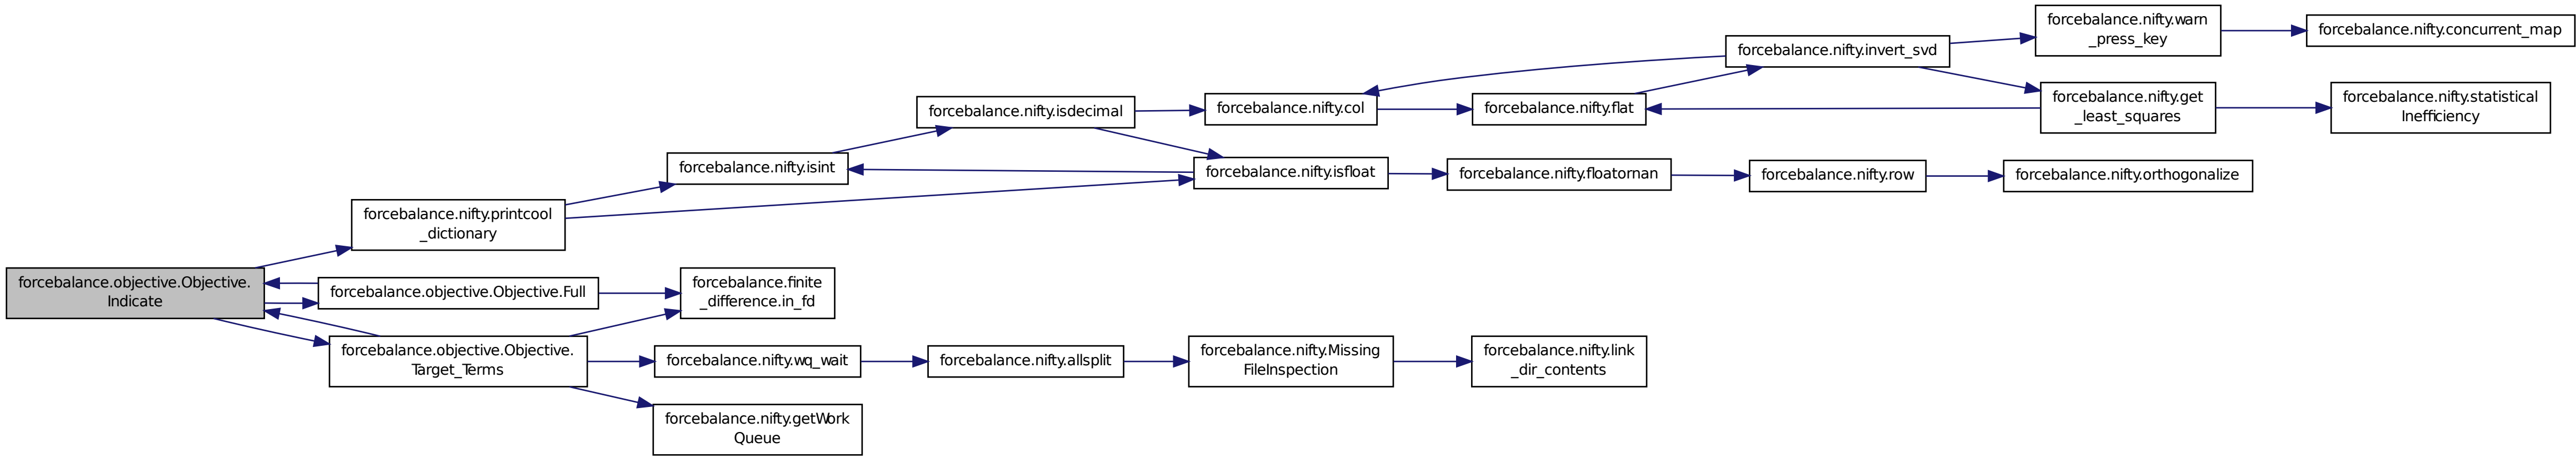 forcebalance.objective.Objective.
Indicate
forcebalance.nifty.printcool
_dictionary
forcebalance.nifty.isint
forcebalance.nifty.isdecimal
forcebalance.nifty.col
forcebalance.nifty.flat
forcebalance.nifty.invert_svd
forcebalance.nifty.warn
_press_key
forcebalance.nifty.concurrent_map
forcebalance.nifty.get
_least_squares
forcebalance.nifty.statistical
Inefficiency
forcebalance.nifty.isfloat
forcebalance.nifty.floatornan
forcebalance.nifty.row
forcebalance.nifty.orthogonalize
forcebalance.objective.Objective.Full
forcebalance.finite
_difference.in_fd
forcebalance.objective.Objective.
Target_Terms
forcebalance.nifty.wq_wait
forcebalance.nifty.allsplit
forcebalance.nifty.Missing
FileInspection
forcebalance.nifty.link
_dir_contents
forcebalance.nifty.getWork
Queue